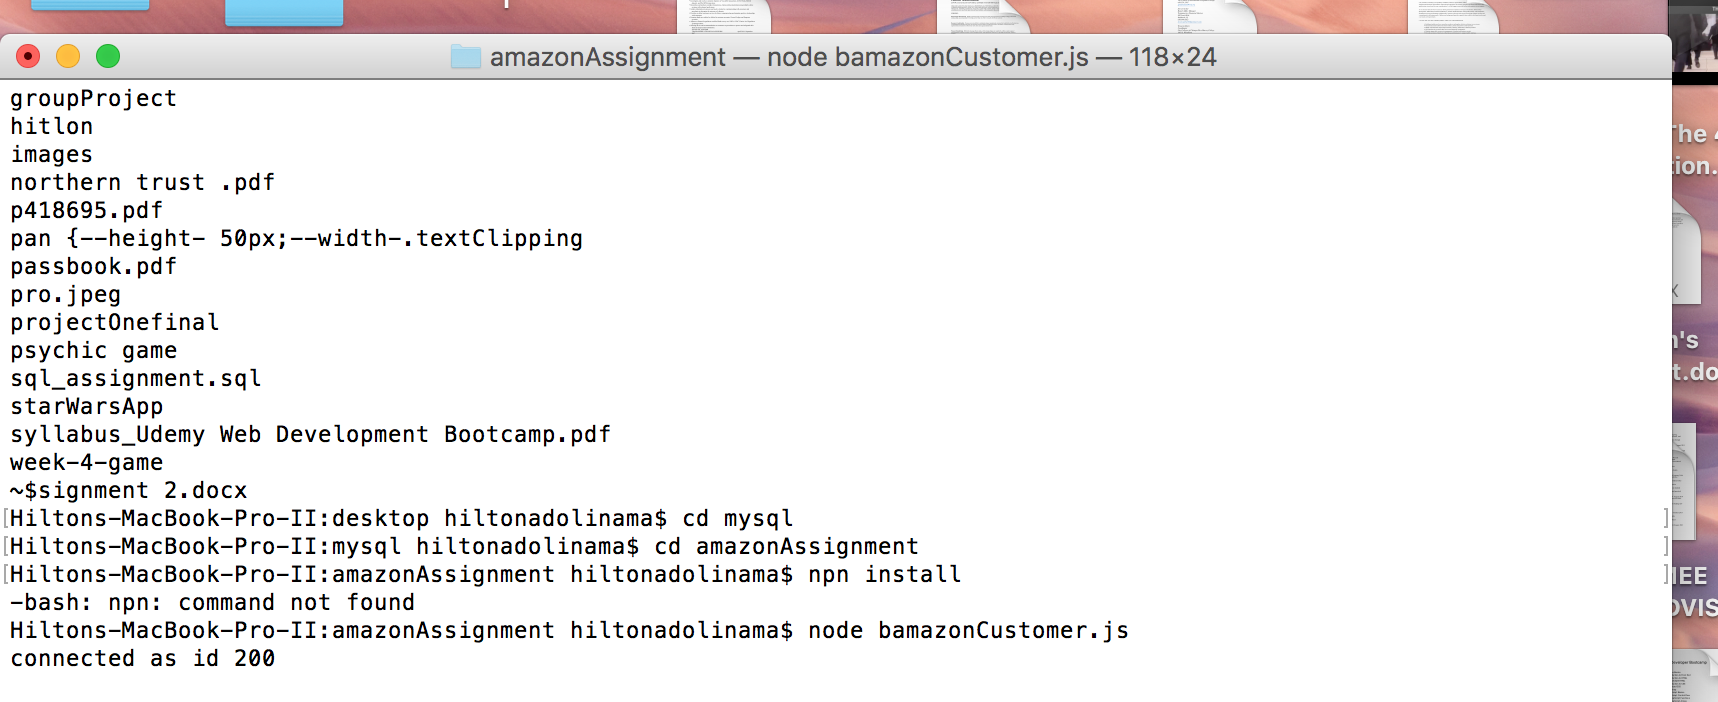 amazonAssignment — node bamazonCustomer.js — 118×24
groupProject
hitlon
images
northern trust .pdf
p418695.pdf
pan {--height- 50px;--width-.textClipping
passbook.pdf
pro.jpeg
projectOnefinal
psychic game
sql_assignment.sql
starWarsApp
syllabus_Udemy Web Development Bootcamp.pdf
week-4-game
~$signment 2.docx
[Hiltons-MacBook-Pro-II:desktop hiltonadolinama$ cd mysql ]
[Hiltons-MacBook-Pro-II:mysql hiltonadolinama$ cd amazonAssignment ]
[Hiltons-MacBook-Pro-II:amazonAssignment hiltonadolinama$ npn install ]
-bash: npn: command not found
Hiltons-MacBook-Pro-II:amazonAssignment hiltonadolinama$ node bamazonCustomer.js
connected as id 200
The 4
tion.
n's
t.do
IEE
OVIS